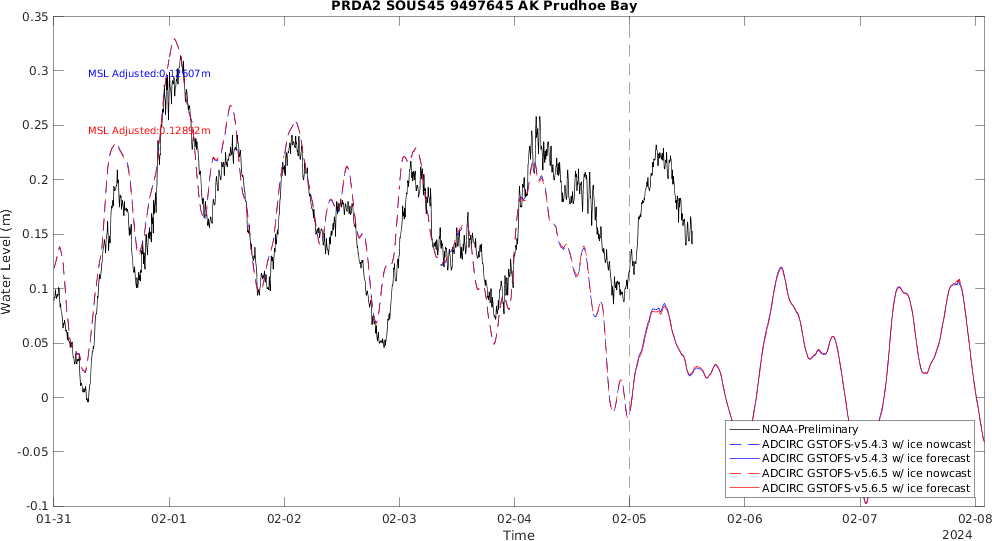 PRDA2 SOUS45 9497645 AK Prudhoe Bay
0.35
0.3
0.25
0.2
0.15
0.1
0.05
0
-0.05
-0.1
Water Level (m)
MSL Adjusted:0.12607m
MSL Adjusted:0.12892m
NOAA-Preliminary
ADCIRC GSTOFS-v5.4.3 w/ ice nowcast
ADCIRC GSTOFS-v5.4.3 w/ ice forecast
ADCIRC GSTOFS-v5.6.5 w/ ice nowcast
ADCIRC GSTOFS-v5.6.5 w/ ice forecast
01-31 02-01 02-02 02-03 02-04 02-05 02-06 02-07 02-08
Time
2024